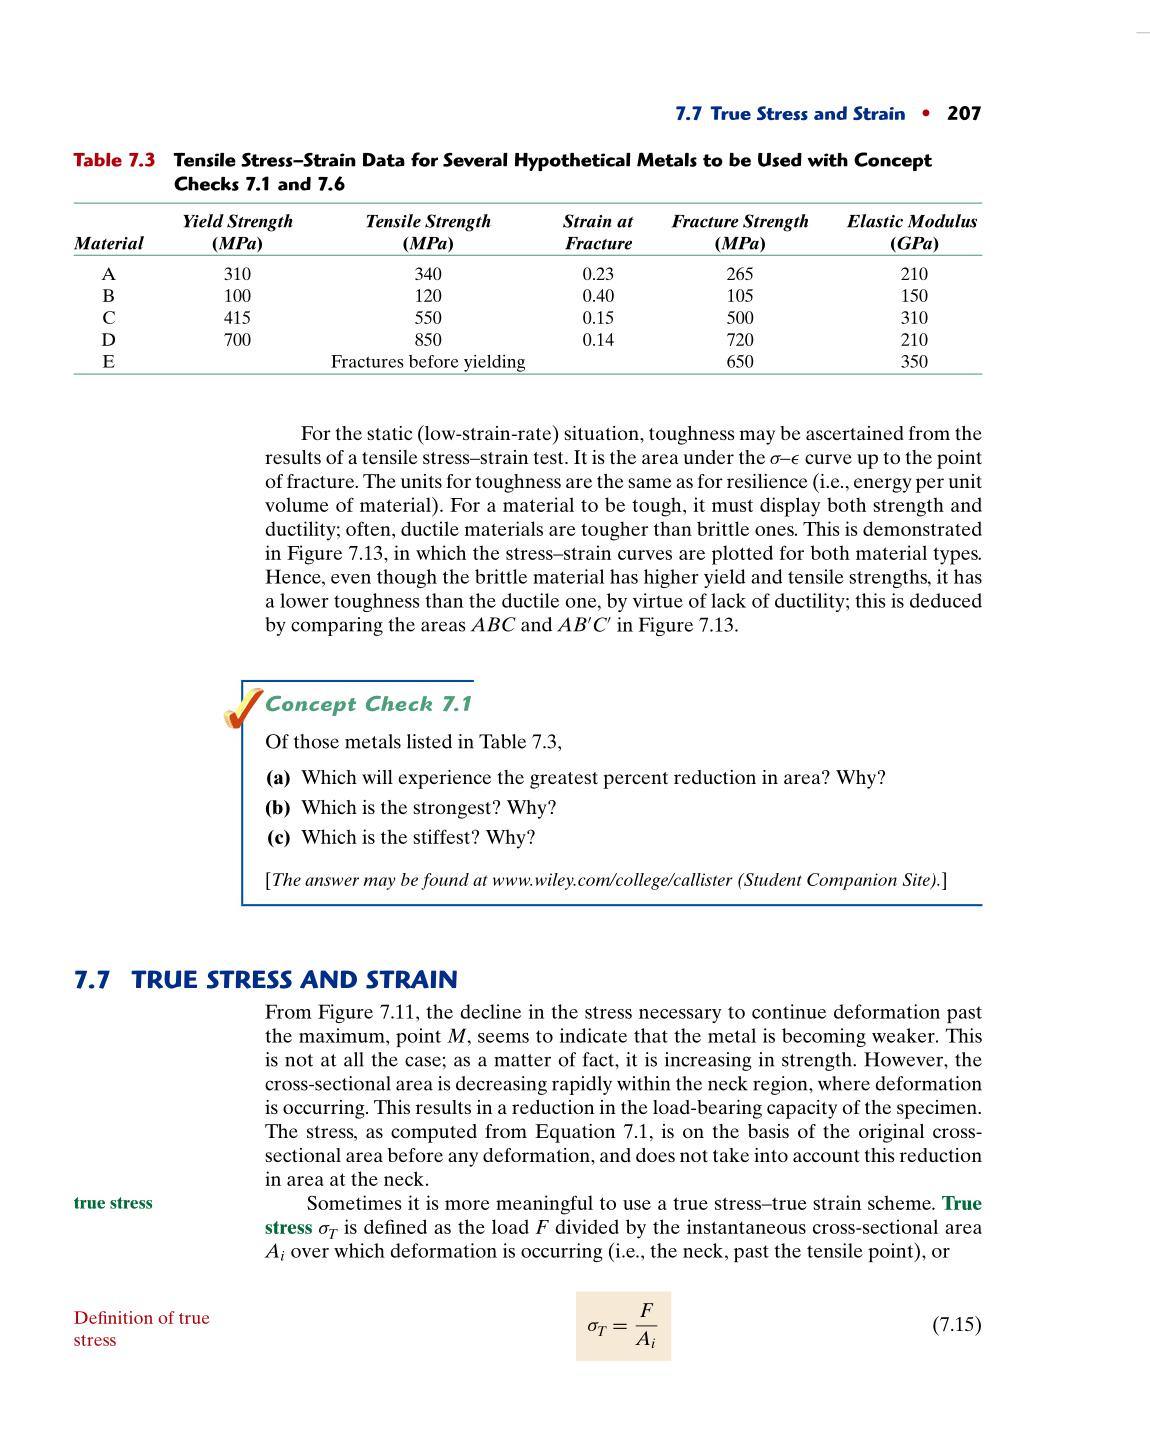 7.7 True Stress and Strain • 207
Table 7.3 Tensile Stress–Strain Data for Several Hypothetical Metals to be Used with Concept
Checks 7.1 and 7.6
Yield Strength Tensile Strength Strain at Fracture Strength Elastic Modulus
Material (MPa) (MPa) Fracture (MPa) (GPa)
A 310 340 0.23 265 210
B 100 120 0.40 105 150
C 415 550 0.15 500 310
D 700 850 0.14 720 210
E Fractures before yielding 650 350
For the static (low-strain-rate) situation, toughness may be ascertained from the
results of a tensile stress–strain test. It is the area under the σ–ϵ curve up to the point
of fracture. The units for toughness are the same as for resilience (i.e., energy per unit
volume of material). For a material to be tough, it must display both strength and
ductility; often, ductile materials are tougher than brittle ones. This is demonstrated
in Figure 7.13, in which the stress–strain curves are plotted for both material types.
Hence, even though the brittle material has higher yield and tensile strengths, it has
a lower toughness than the ductile one, by virtue of lack of ductility; this is deduced
by comparing the areas ABC and AB′C′ in Figure 7.13.
Concept Check 7.1
Of those metals listed in Table 7.3,
(a) Which will experience the greatest percent reduction in area? Why?
(b) Which is the strongest? Why?
(c) Which is the stiffest? Why?
[The answer may be found at www.wiley.com/college/callister (Student Companion Site).]
7.7 TRUE STRESS AND STRAIN
From Figure 7.11, the decline in the stress necessary to continue deformation past
the maximum, point M, seems to indicate that the metal is becoming weaker. This
is not at all the case; as a matter of fact, it is increasing in strength. However, the
cross-sectional area is decreasing rapidly within the neck region, where deformation
is occurring. This results in a reduction in the load-bearing capacity of the specimen.
The stress, as computed from Equation 7.1, is on the basis of the original cross-
sectional area before any deformation, and does not take into account this reduction
in area at the neck.
true stress Sometimes it is more meaningful to use a true stress–true strain scheme. True
stress σT is defined as the load F divided by the instantaneous cross-sectional area
Ai over which deformation is occurring (i.e., the neck, past the tensile point), or
Definition of true
stress
σT = F/Ai (7.15)